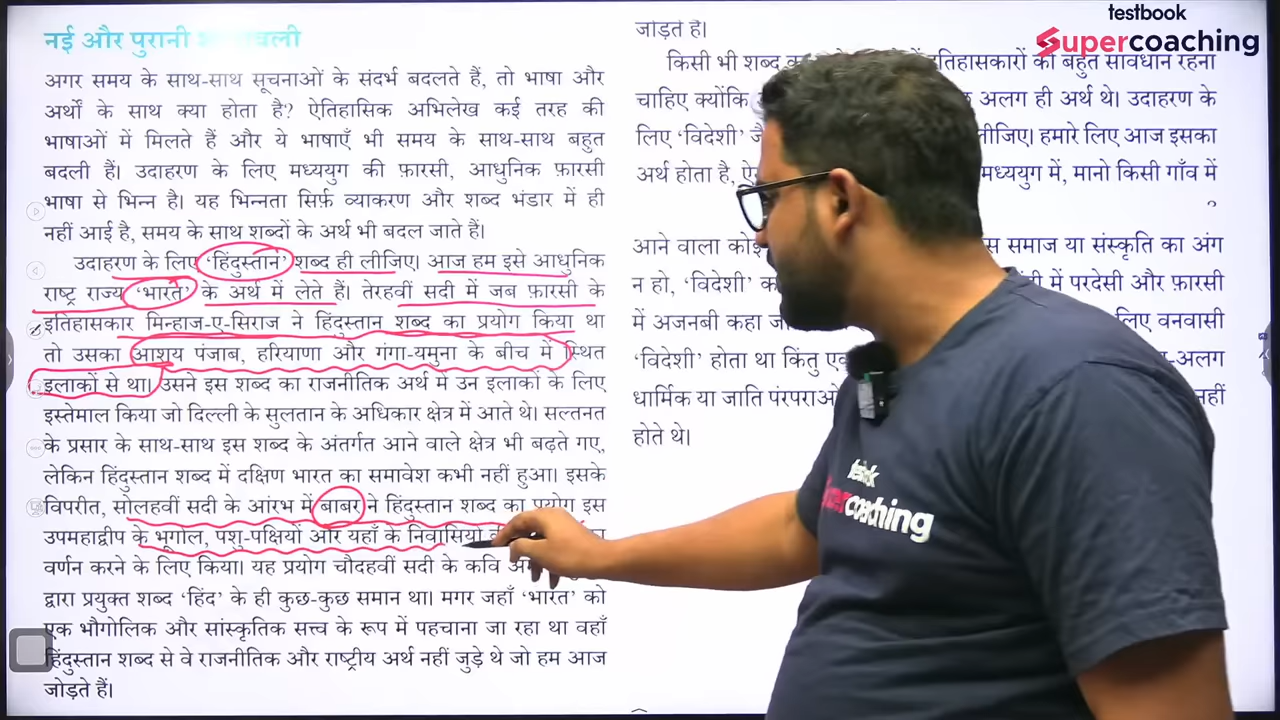 नई और पुरानी
अगर समय के साथ-साथ सूचनाओं के संदर्भ बदलते हैं, तो भाषा और
अर्थों के साथ क्या होता है? ऐतिहासिक अभिलेख कई तरह की
भाषाओं में मिलते हैं और ये भाषाएँ भी समय के साथ-साथ बहुत
बदली हैं। उदाहरण के लिए मध्ययुग की फ़ारसी, आधुनिक फ़ारसी
भाषा से भिन्न है। यह भिन्नता सिर्फ़ व्याकरण और शब्द भंडार में ही
नहीं आई है, समय के साथ शब्दों के अर्थ भी बदल जाते हैं।
उदाहरण के लिए 'हिंदुस्तान' शब्द ही लीजिए। आज हम इसे आधुनिक
राष्ट्र राज्य 'भारत' के अर्थ में लेते हैं। तेरहवीं सदी में जब फ़ारसी के
इतिहासकार मिन्हाज-ए-सिराज ने हिंदुस्तान शब्द का प्रयोग किया था
तो उसका आशय पंजाब, हरियाणा और गंगा-यमुना के बीच में स्थित
इलाकों से था। उसने इस शब्द का राजनीतिक अर्थ में उन इलाकों के लिए
इस्तेमाल किया जो दिल्ली के सुलतान के अधिकार क्षेत्र में आते थे। सल्तनत
के प्रसार के साथ-साथ इस शब्द के अंतर्गत आने वाले क्षेत्र भी बढ़ते गए,
लेकिन हिंदुस्तान शब्द में दक्षिण भारत का समावेश कभी नहीं हुआ। इसके
विपरीत, सोलहवीं सदी के आंरभ में बाबर ने हिंदुस्तान शब्द का प्रयोग इस
उपमहाद्वीप के भूगोल, पशु-पक्षियों और यहाँ के निवासियों
वर्णन करने के लिए किया। यह प्रयोग चौदहवीं सदी के कवि
द्वारा प्रयुक्त शब्द 'हिंद' के ही कुछ-कुछ समान था। मगर जहाँ 'भारत' को
एक भौगोलिक और सांस्कृतिक सत्त्व के रूप में पहचाना जा रहा था वहाँ
हिंदुस्तान शब्द से वे राजनीतिक और राष्ट्रीय अर्थ नहीं जुड़े थे जो हम आज
जोड़ते हैं।
जोड़ते हैं।
किसी भी शब्द का इतिहासकारों को बहुत सावधान रहना
चाहिए क्योंकि अलग ही अर्थ थे। उदाहरण के
लिए 'विदेशी' लीजिए। हमारे लिए आज इसका
अर्थ होता है, मध्ययुग में, मानो किसी गाँव में
आने वाला कोई समाज या संस्कृति का अंग
न हो, 'विदेशी' में परदेसी और फ़ारसी
में अजनबी कहा लिए वनवासी
'विदेशी' होता था किंतु
धार्मिक या जाति नहीं
होते थे।
testbook
Supercoaching